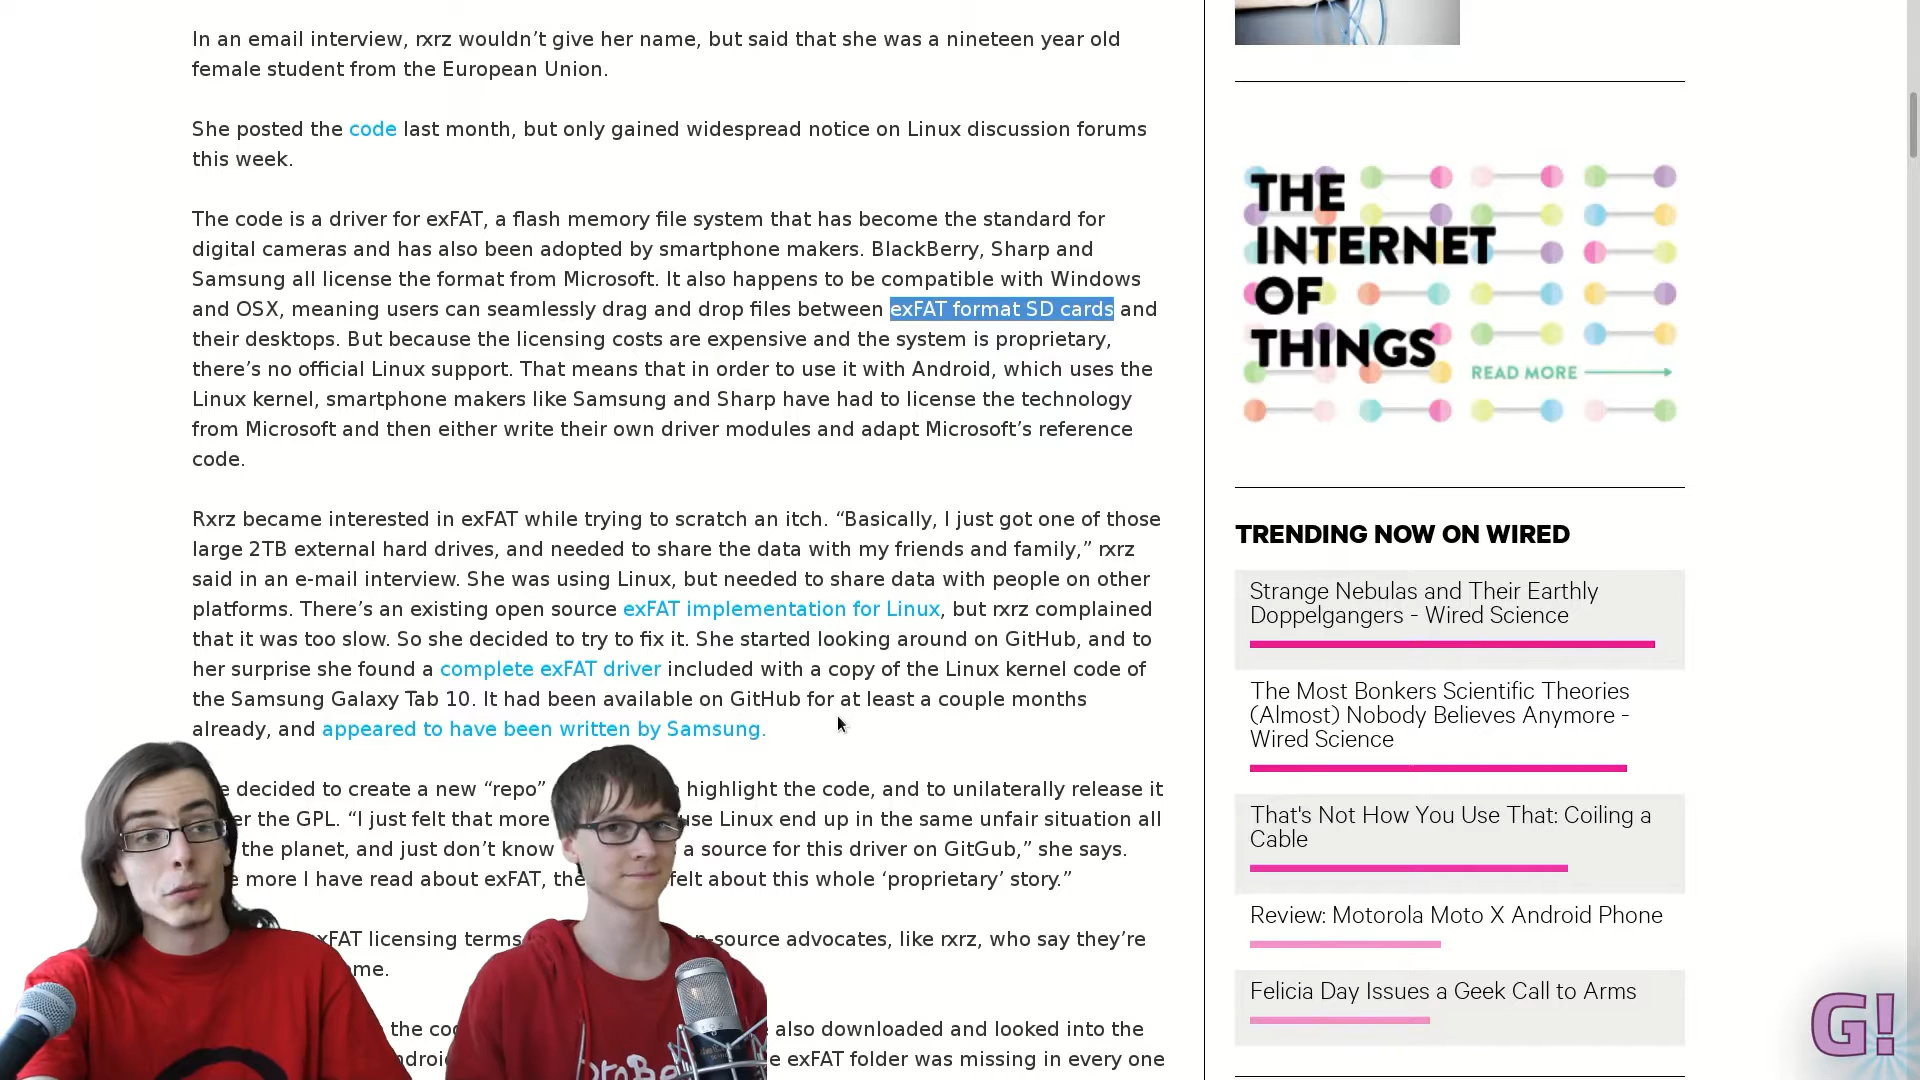 In an email interview, rxrz wouldn’t give her name, but said that she was a nineteen year old
female student from the European Union.
She posted the code last month, but only gained widespread notice on Linux discussion forums
this week.
The code is a driver for exFAT, a flash memory file system that has become the standard for
digital cameras and has also been adopted by smartphone makers. BlackBerry, Sharp and
Samsung all license the format from Microsoft. It also happens to be compatible with Windows
and OSX, meaning users can seamlessly drag and drop files between exFAT format SD cards and
their desktops. But because the licensing costs are expensive and the system is proprietary,
there’s no official Linux support. That means that in order to use it with Android, which uses the
Linux kernel, smartphone makers like Samsung and Sharp have had to license the technology
from Microsoft and then either write their own driver modules and adapt Microsoft’s reference
code.
Rxrz became interested in exFAT while trying to scratch an itch. “Basically, I just got one of those
large 2TB external hard drives, and needed to share the data with my friends and family,” rxrz
said in an e-mail interview. She was using Linux, but needed to share data with people on other
platforms. There’s an existing open source exFAT implementation for Linux, but rxrz complained
that it was too slow. So she decided to try to fix it. She started looking around on GitHub, and to
her surprise she found a complete exFAT driver included with a copy of the Linux kernel code of
the Samsung Galaxy Tab 10. It had been available on GitHub for at least a couple months
already, and appeared to have been written by Samsung.
decided to create a new “repo” highlight the code, and to unilaterally release it
the GPL. “I just felt that more Linux end up in the same unfair situation all
the planet, and just don’t know a source for this driver on GitGub,” she says.
more I have read about exFAT, felt about this whole ‘proprietary’ story.”
licensing terms advocates, like rxrz, who say they’re
the also downloaded and looked into the
exFAT folder was missing in every one
THE
INTERNET
OF
THINGS
READ MORE
TRENDING NOW ON WIRED
Strange Nebulas and Their Earthly
Doppelgangers - Wired Science
The Most Bonkers Scientific Theories
(Almost) Nobody Believes Anymore -
Wired Science
That's Not How You Use That: Coiling a
Cable
Review: Motorola Moto X Android Phone
Felicia Day Issues a Geek Call to Arms
G!